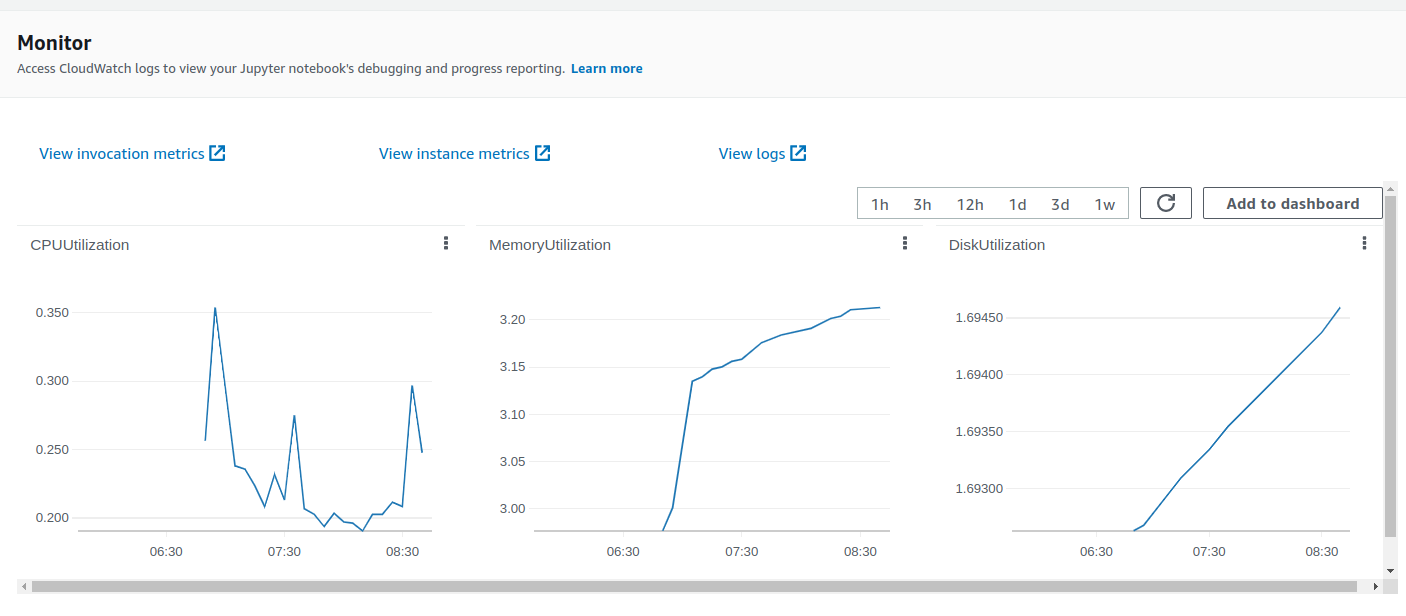 Monitor
Access CloudWatch logs to view your Jupyter notebook's debugging and progress reporting. Learn more
View invocation metrics View instance metrics View logs
1h 3h 12h 1d 3d 1w Add to dashboard
CPUUtilization
0.350
0.300
0.250
0.200
06:30 07:30 08:30
MemoryUtilization
3.20
3.15
3.10
3.05
3.00
06:30 07:30 08:30
DiskUtilization
1.69450
1.69400
1.69350
1.69300
06:30 07:30 08:30